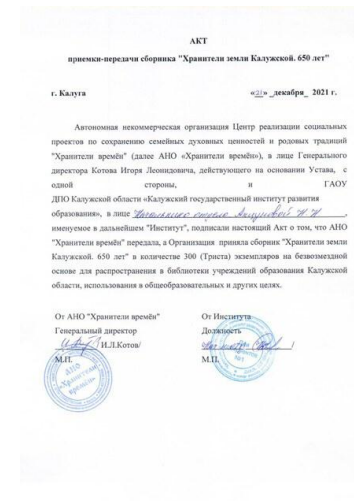 АКТ
приемки-передачи сборника "Хранители земли Калужской. 650 лет"
г. Калуга «21» _декабря_ 2021 г.
Автономная некоммерческая организация Центр реализации социальных
проектов по сохранению семейных духовных ценностей и родовых традиций
"Хранители времён" (далее АНО «Хранители времён»), в лице Генерального
директора Котова Игоря Леонидовича, действующего на основании Устава, с
одной стороны, и ГАОУ
ДПО Калужской области «Калужский государственный институт развития
образования», в лице
именуемое в дальнейшем "Институт", подписали настоящий Акт о том, что АНО
"Хранители времён" передала, а Организация приняла сборник "Хранители земли
Калужской. 650 лет" в количестве 300 (Триста) экземпляров на безвозмездной
основе для распространения в библиотеки учреждений образования Калужской
области, использования в общеобразовательных и других целях.
От АНО "Хранители времён" От Института
Генеральный директор Должность
/И.Л.Котов/
М.П. М.П.
АНО
«Хранители
времён»